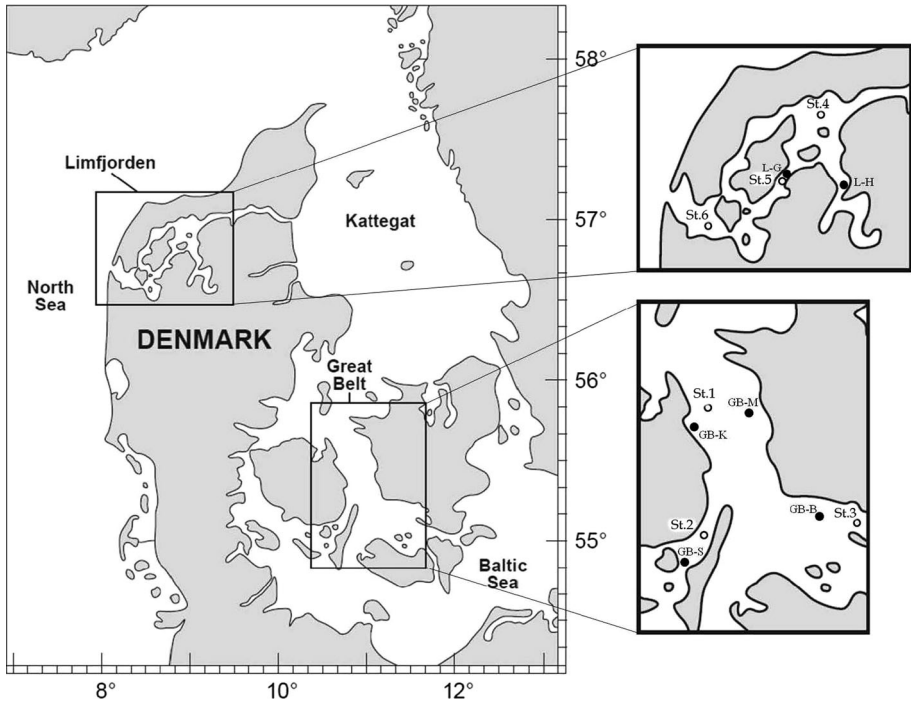 58°
Limfjorden
57°
Kattegat
North
Sea
DENMARK
Great
Belt
56°
55°
Baltic
Sea
8°
10°
12°
St.4
L-G
St.5
L-H
St.6
St.1
GB-M
GB-K
GB-B
St.3
St.2
GB-S